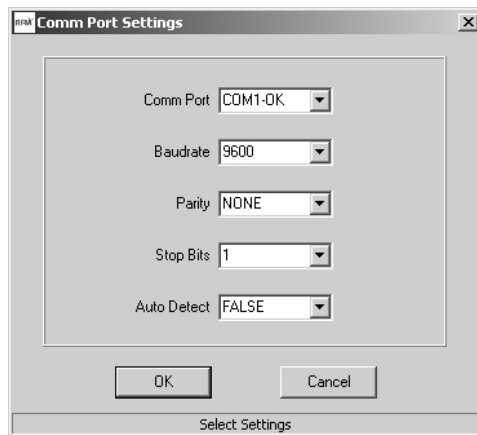 RFM Comm Port Settings
Comm Port COM1-OK
Baudrate 9600
Parity NONE
Stop Bits 1
Auto Detect FALSE
OK Cancel
Select Settings